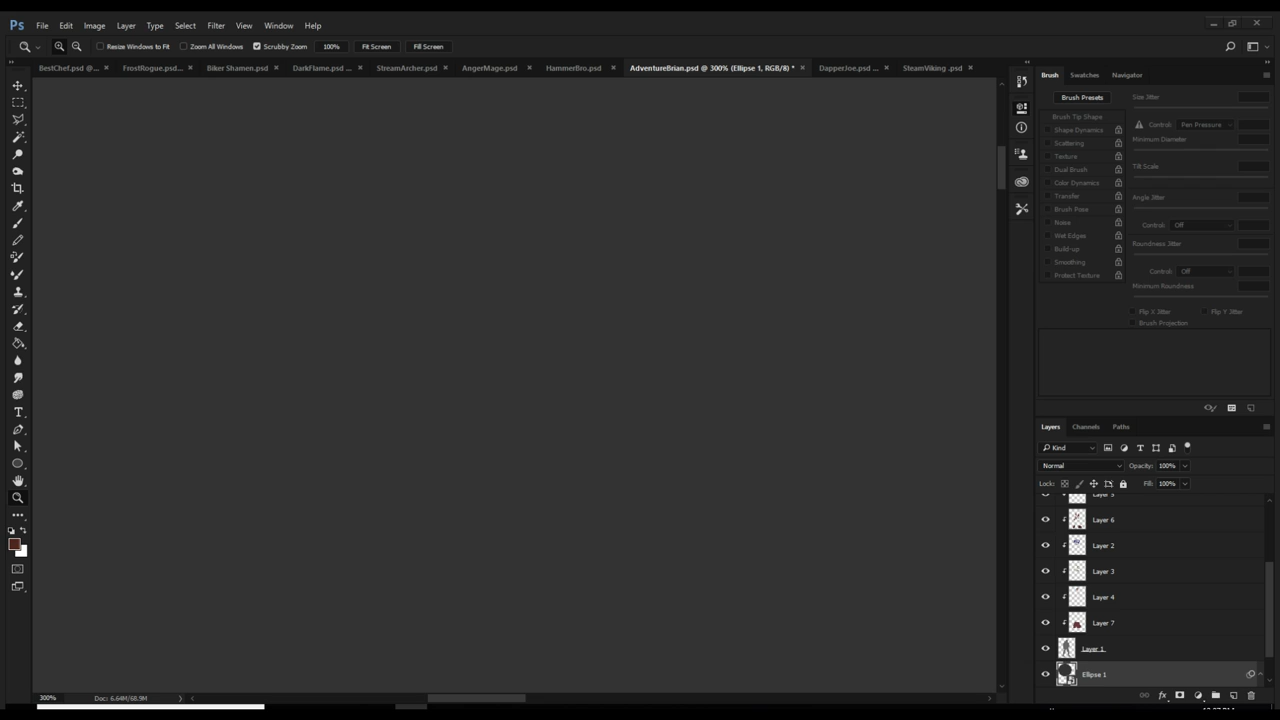 Ps File Edit Image Layer Type Select Filter View Window Help
Resize Windows to Fit Zoom All Windows Scrubby Zoom 100% Fit Screen Fill Screen
BestChef.psd @... × FrostRogue.psd... × Biker Shamen.psd × DarkFlame.psd ... × SteamArcher.psd × AngerMage.psd × HammerBro.psd × AdventureBrian.psd @ 300% (Ellipse 1, RGB/8) * × DapperJoe.psd ... × SteamViking .psd ×
Brush Swatches Navigator
Brush Presets Size Jitter
Brush Tip Shape
Shape Dynamics Control: Pen Pressure
Scattering Minimum Diameter
Texture
Dual Brush Tilt Scale
Color Dynamics
Transfer Angle Jitter
Brush Pose
Noise Control: Off
Wet Edges Roundness Jitter
Build-up
Smoothing Control: Off
Protect Texture Minimum Roundness
Flip X Jitter Flip Y Jitter
Brush Projection
Layers Channels Paths
Kind
Normal Opacity: 100%
Lock: Fill: 100%
Layer 5
Layer 6
Layer 2
Layer 3
Layer 4
Layer 7
Layer 1
Ellipse 1
300% Doc: 6.64M/68.9M
fx